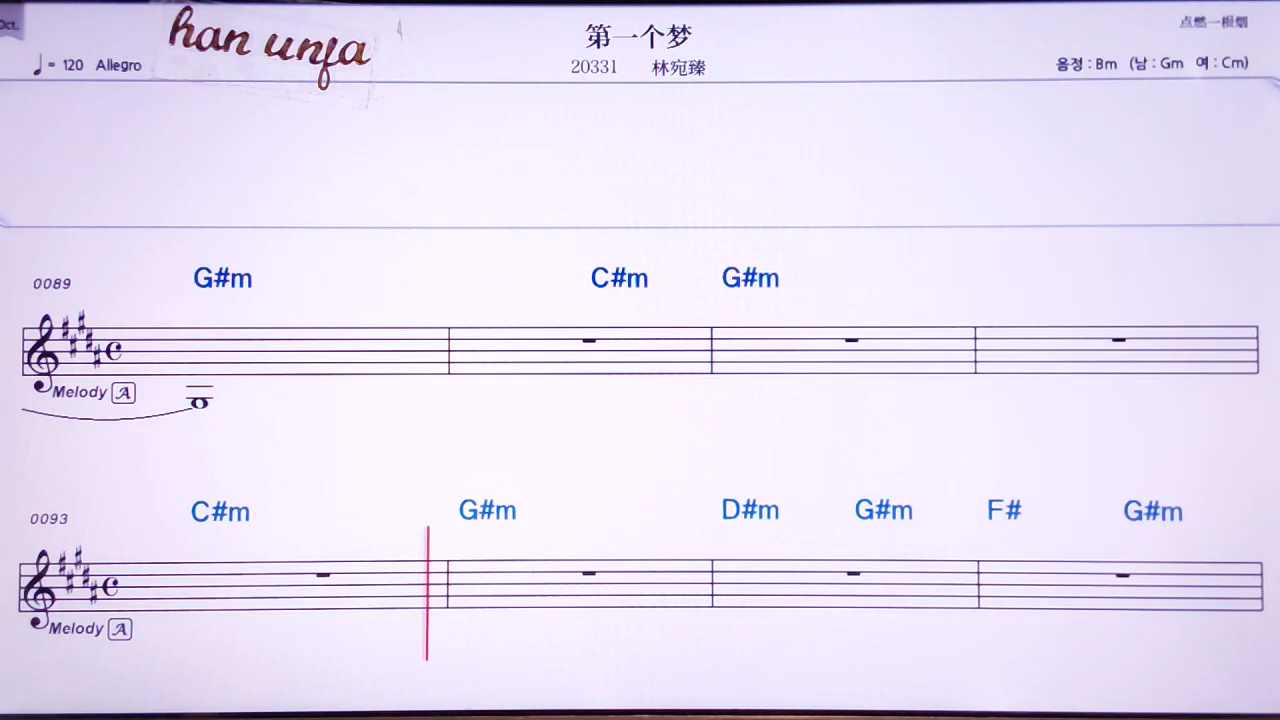 Oct.
han unfa
第一个梦
点燃一根烟
♩= 120 Allegro
20331 林宛臻
음정 : Bm (남 : Gm 여 : Cm)
0089 G#m C#m G#m
Melody A
0093 C#m G#m D#m G#m F# G#m
Melody A